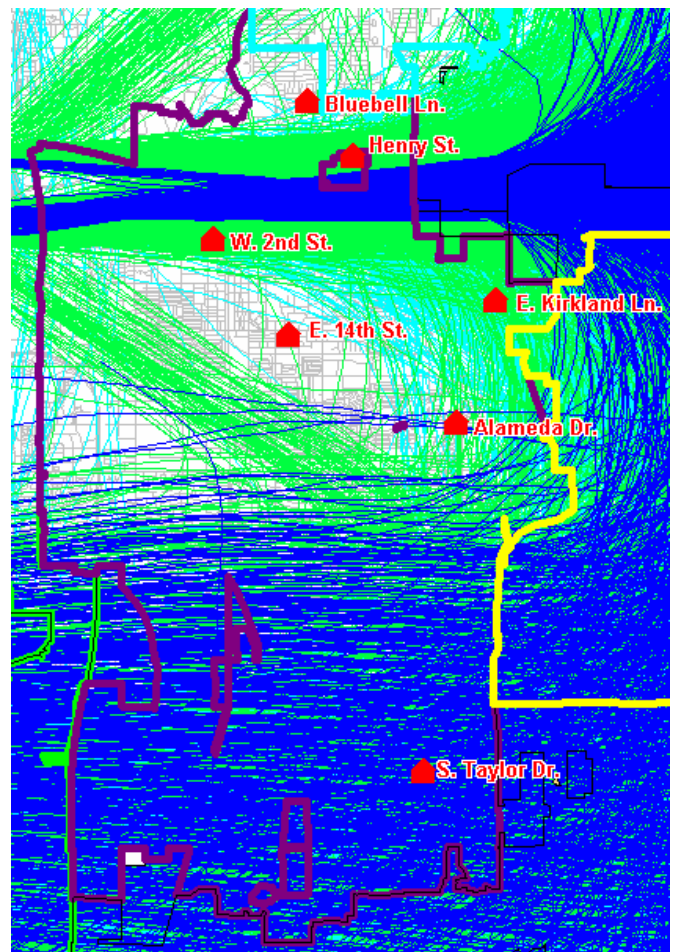 Bluebell Ln.
Henry St.
W. 2nd St.
E. Kirkland Ln.
E. 14th St.
Alameda Dr.
S. Taylor Dr.